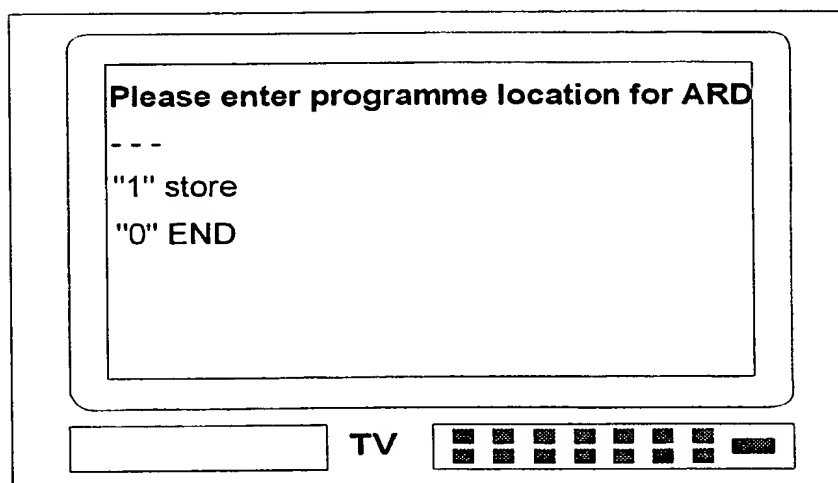 Please enter programme location for ARD
- - -
"1" store
"0" END
TV